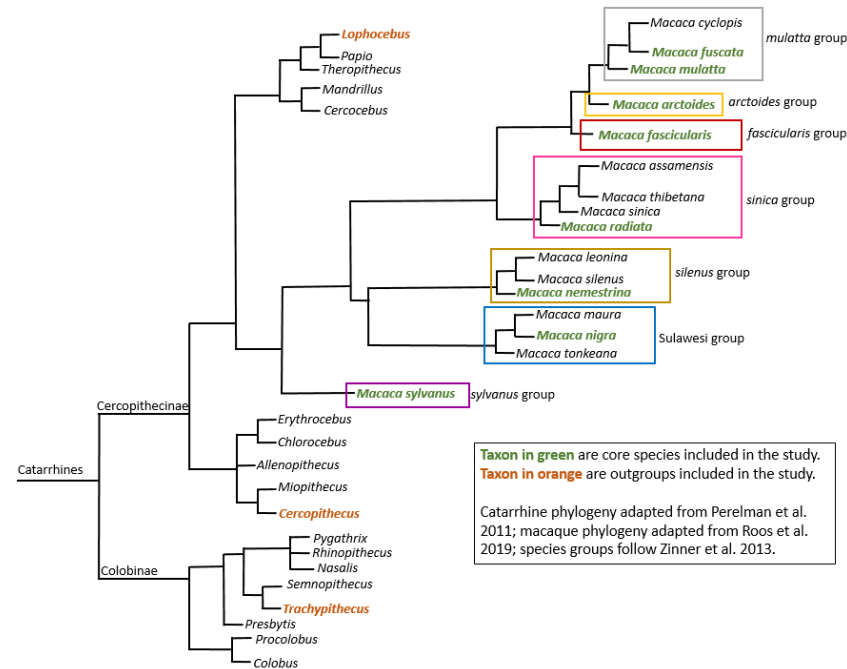 Lophocebus
Papio
Theropithecus
Mandrillus
Cercocebus
Macaca cyclopis
Macaca fuscata
Macaca mulatta
mulatta group
Macaca arctoides
arctoides group
Macaca fascicularis
fascicularis group
Macaca assamensis
Macaca thibetana
Macaca sinica
Macaca radiata
sinica group
Macaca leonina
Macaca silenus
Macaca nemestrina
silenus group
Macaca maura
Macaca nigra
Macaca tonkeana
Sulawesi group
Macaca sylvanus
sylvanus group
Cercopithecinae
Erythrocebus
Chlorocebus
Allenopithecus
Miopithecus
Cercopithecus
Catarrhines
Colobinae
Pygathrix
Rhinopithecus
Nasalis
Semnopithecus
Trachypithecus
Presbytis
Procolobus
Colobus
Taxon in green are core species included in the study.
Taxon in orange are outgroups included in the study.
Catarrhine phylogeny adapted from Perelman et al.
2011; macaque phylogeny adapted from Roos et al.
2019; species groups follow Zinner et al. 2013.